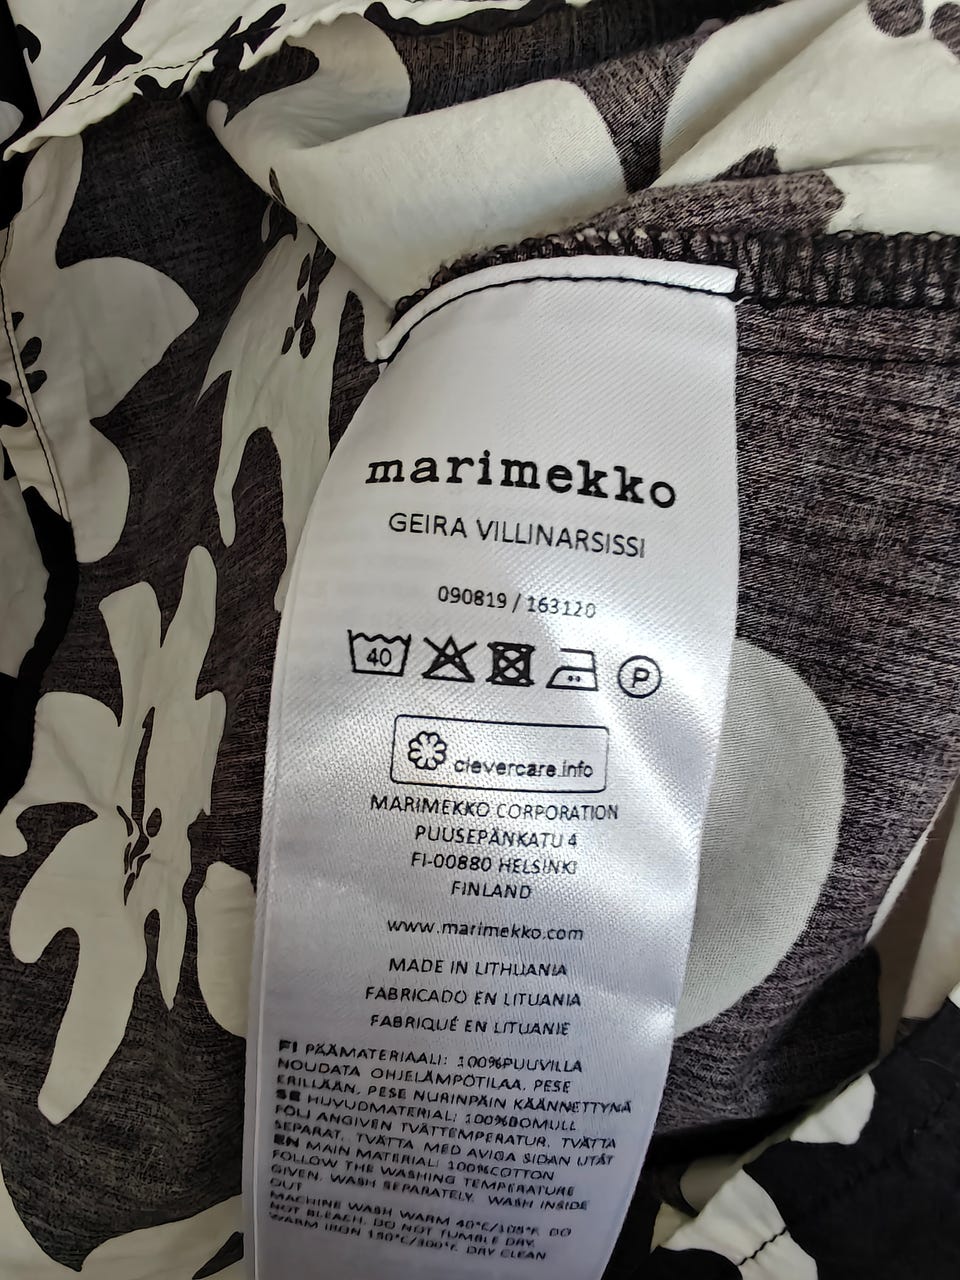 marimekko
GEIRA VILLINARSISSI
090819 / 163120
40
P
clevercare.info
MARIMEKKO CORPORATION
PUUSEPÄNKATU 4
FI-00880 HELSINKI
FINLAND
www.marimekko.com
MADE IN LITHUANIA
FABRICADO EN LITUANIA
FABRIQUÉ EN LITUANIE
FI PÄÄMATERIAALI: 100%PUUVILLA
NOUDATA OHJELÄMPÖTILAA, PESE
ERILLÄÄN, PESE NURINPÄIN KÄÄNNETTYNÄ
SE HUVUDMATERIAL: 100%BOMULL
FÖLJ ANGIVEN TVÄTTEMPERATUR, TVÄTTA
SEPARAT, TVÄTTA MED AVIGA SIDAN UTÅT
EN MAIN MATERIAL: 100%COTTON
FOLLOW THE WASHING TEMPERATURE
GIVEN, WASH SEPARATELY, WASH INSIDE
OUT
MACHINE WASH WARM 40°C/105°F. DO
NOT BLEACH. DO NOT TUMBLE DRY.
WARM IRON 150°C/300°F. DRY CLEAN